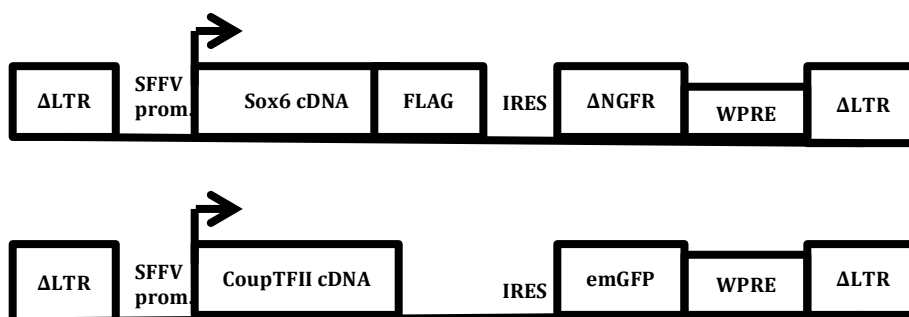 ΔLTR SFFV prom. Sox6 cDNA FLAG IRES ΔNGFR WPRE ΔLTR
ΔLTR SFFV prom. CoupTFII cDNA IRES emGFP WPRE ΔLTR